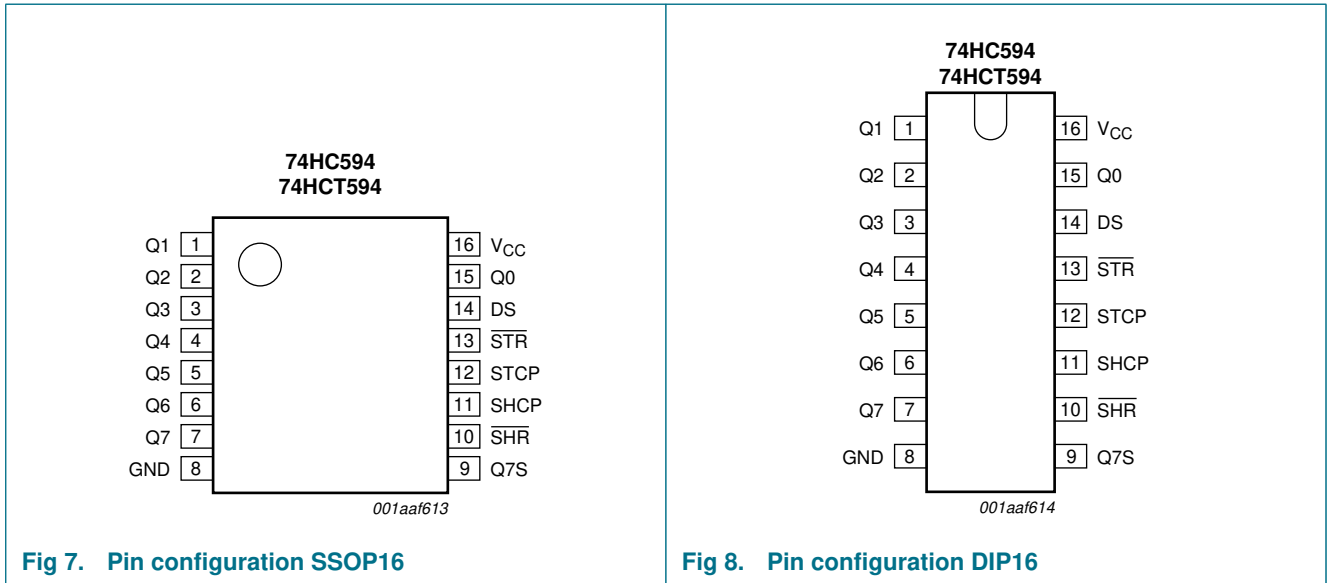 74HC594
74HCT594
Q1 1 16 VCC
Q2 2 15 Q0
Q3 3 14 DS
Q4 4 13 STR
Q5 5 12 STCP
Q6 6 11 SHCP
Q7 7 10 SHR
GND 8 9 Q7S
001aaf613
Fig 7. Pin configuration SSOP16
74HC594
74HCT594
Q1 1 16 VCC
Q2 2 15 Q0
Q3 3 14 DS
Q4 4 13 STR
Q5 5 12 STCP
Q6 6 11 SHCP
Q7 7 10 SHR
GND 8 9 Q7S
001aaf614
Fig 8. Pin configuration DIP16